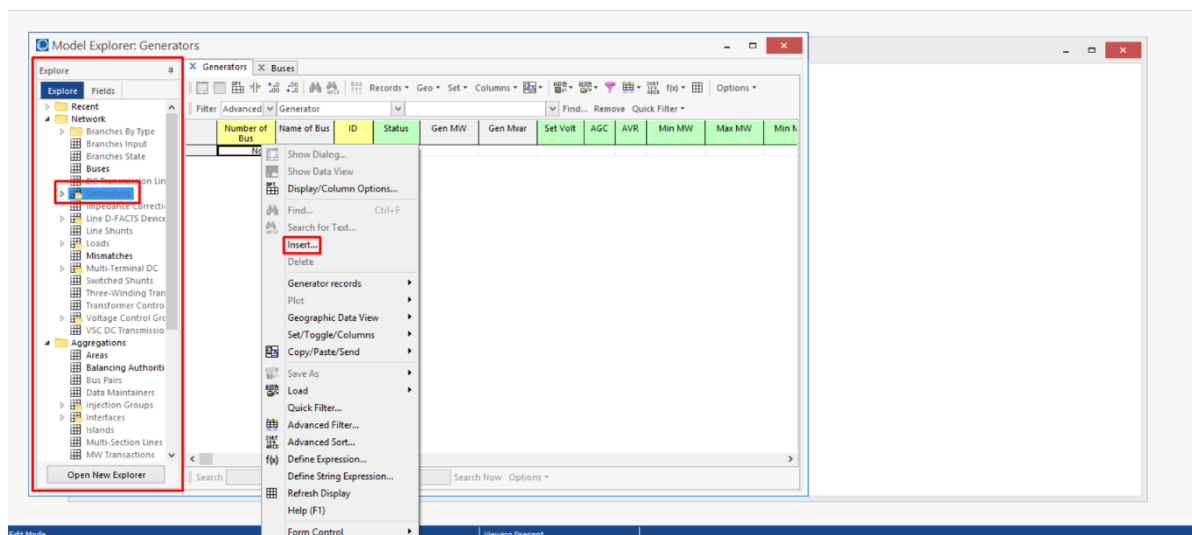 Model Explorer: Generators
Explore
Explore Fields
Recent
Network
Branches By Type
Branches Input
Branches State
Buses
DC Transmission Lin
Generators
Impedance Correcti
Line D-FACTS Device
Line Shunts
Loads
Mismatches
Multi-Terminal DC
Switched Shunts
Three-Winding Tran
Transformer Contro
Voltage Control Gro
VSC DC Transmissio
Aggregations
Areas
Balancing Authoriti
Bus Pairs
Data Maintainers
Injection Groups
Interfaces
Islands
Multi-Section Lines
MW Transactions
Open New Explorer
X Generators X Buses
Records Geo Set Columns f(x) Options
Filter Advanced Generator Find... Remove Quick Filter
Number of Bus Name of Bus ID Status Gen MW Gen Mvar Set Volt AGC AVR Min MW Max MW Min M
No
Show Dialog...
Show Data View
Display/Column Options...
Find... Ctrl+F
Search for Text...
Insert...
Delete
Generator records
Plot
Geographic Data View
Set/Toggle/Columns
Copy/Paste/Send
Save As
Load
Quick Filter...
Advanced Filter...
Advanced Sort...
f(x) Define Expression...
Define String Expression...
Refresh Display
Help (F1)
Form Control
Search Search Now Options
Edit Mode Viewing Present